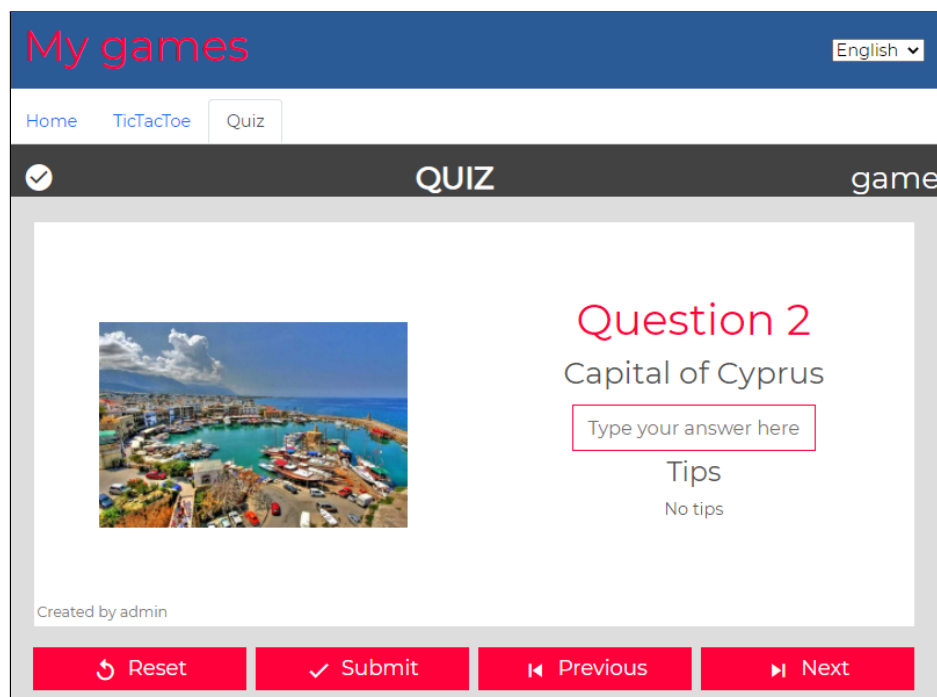 My games
English
Home TicTacToe Quiz
QUIZ game
Question 2
Capital of Cyprus
Type your answer here
Tips
No tips
Created by admin
Reset Submit Previous Next